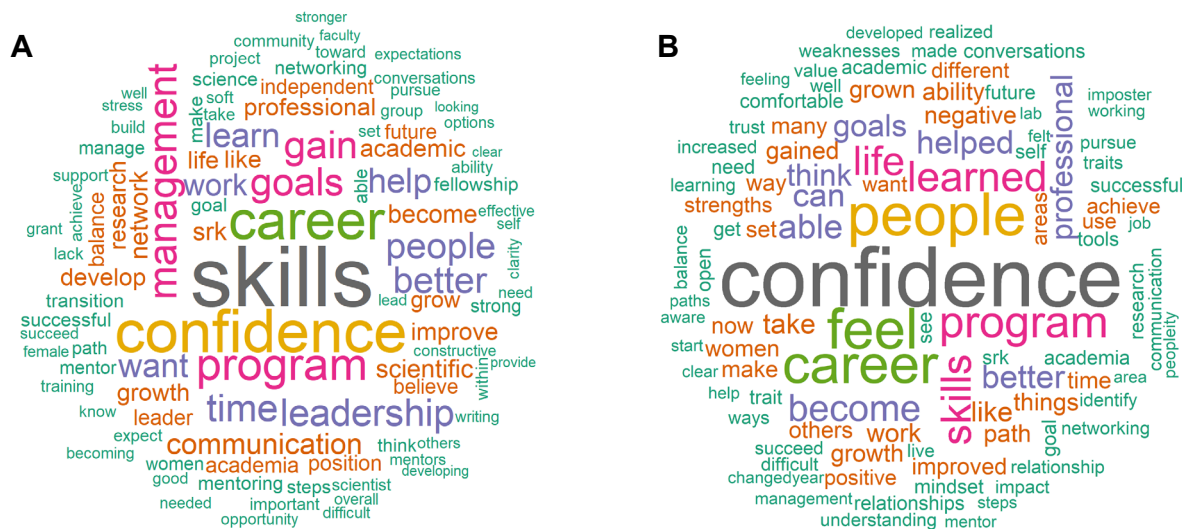 A
stronger
community faculty
project toward expectations
networking
science conversations
independent pursue
well soft
stress make take professional group looking
options
build management learn gain set future
manage life like academic clear
ability
support work goals able help fellowship
achieve balance research network goal career become effective
self
grant srk people
lack skills better clarity
develop need
transition lead grow strong
successful confidence improve
succeed
female path constructive
mentor want program scientific within provide
training growth believe
know time leadership writing
leader
expect communication think others
becoming women academia position mentors
developing
good mentoring steps scientist
needed important overall
difficult
opportunity
B
developed realized
weaknesses made conversations
value academic different
feeling well grown ability future professional imposter
comfortable working
negative lab
trust many goals helped felt
increased gained self pursue
need life traits
learning way think want learned successful
strengths can people areas achieve
get set able use job
tools
balance open confidence research communication peopleity
paths
aware now take feel see program
start women career
clear make skills srk academia
better time area
help trait things identify
ways become like
others work path goal networking
succeed growth live
difficult improved relationship
changedyear positive mindset impact
management relationships steps
understanding mentor